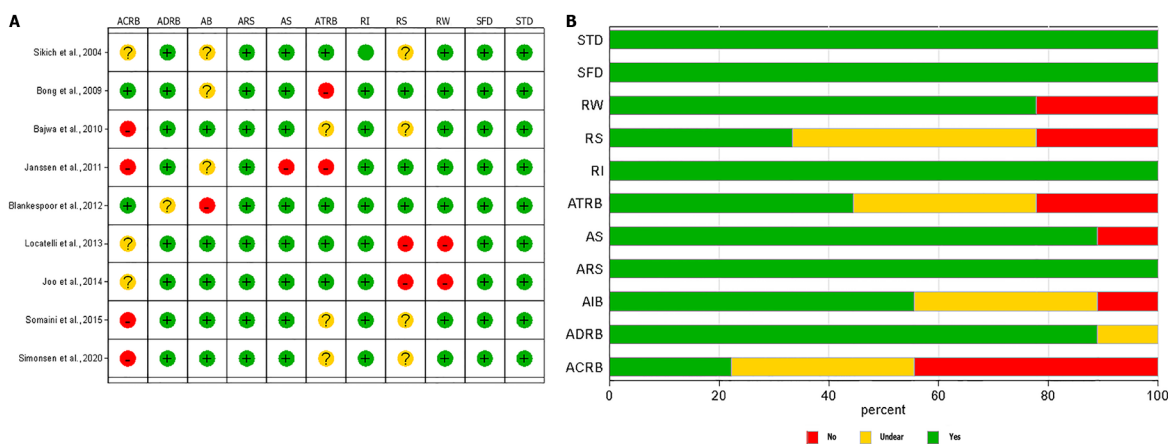 A
ACRB ADRB AB ARS AS ATRB RI RS RW SFD STD
Sikich et al., 2004 ? + ? + + + ? + + +
Bong et al., 2009 + + ? + + - + + + + +
Bajwa et al., 2010 - + + + + ? + ? + + +
Janssen et al., 2011 - + ? + - - + + + + +
Blankespoor et al., 2012 + ? - + + + + + + + +
Locatelli et al., 2013 ? + + + + + + - - + +
Joo et al., 2014 ? + + + + + + - - + +
Somaini et al., 2015 - + + + + ? + ? + + +
Simonsen et al., 2020 - + + + + ? + ? + + +
B
STD
SFD
RW
RS
RI
ATRB
AS
ARS
AIB
ADRB
ACRB
0 20 40 60 80 100
percent
No Undear Yes